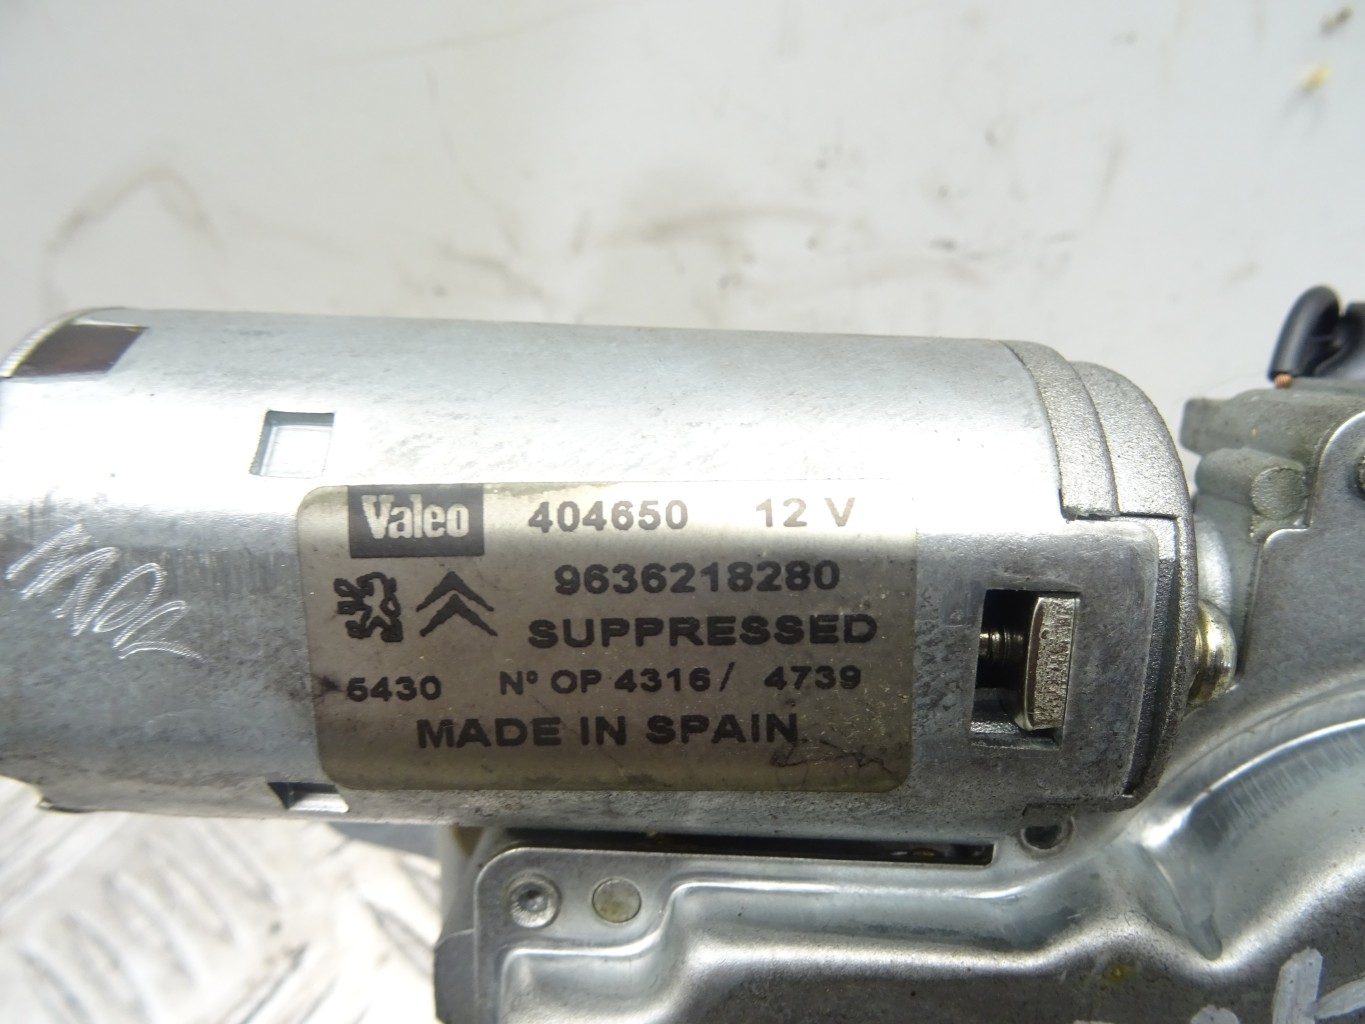 Valeo 404650 12 V
9636218280
SUPPRESSED
5430 Nº OP 4316/ 4739
MADE IN SPAIN